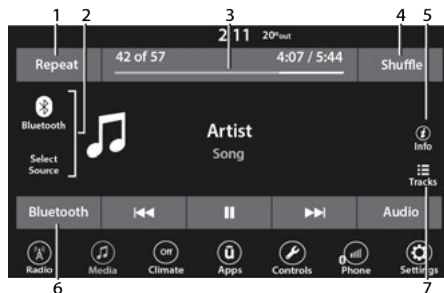 1 2 3 4 5
2 11 20°out
Repeat 42 of 57 4:07 / 5:44 Shuffle
Bluetooth
Artist
Song
Info
Select
Source
Tracks
Bluetooth Audio
Off
Radio Media Climate Apps Controls Phone Settings
6 7